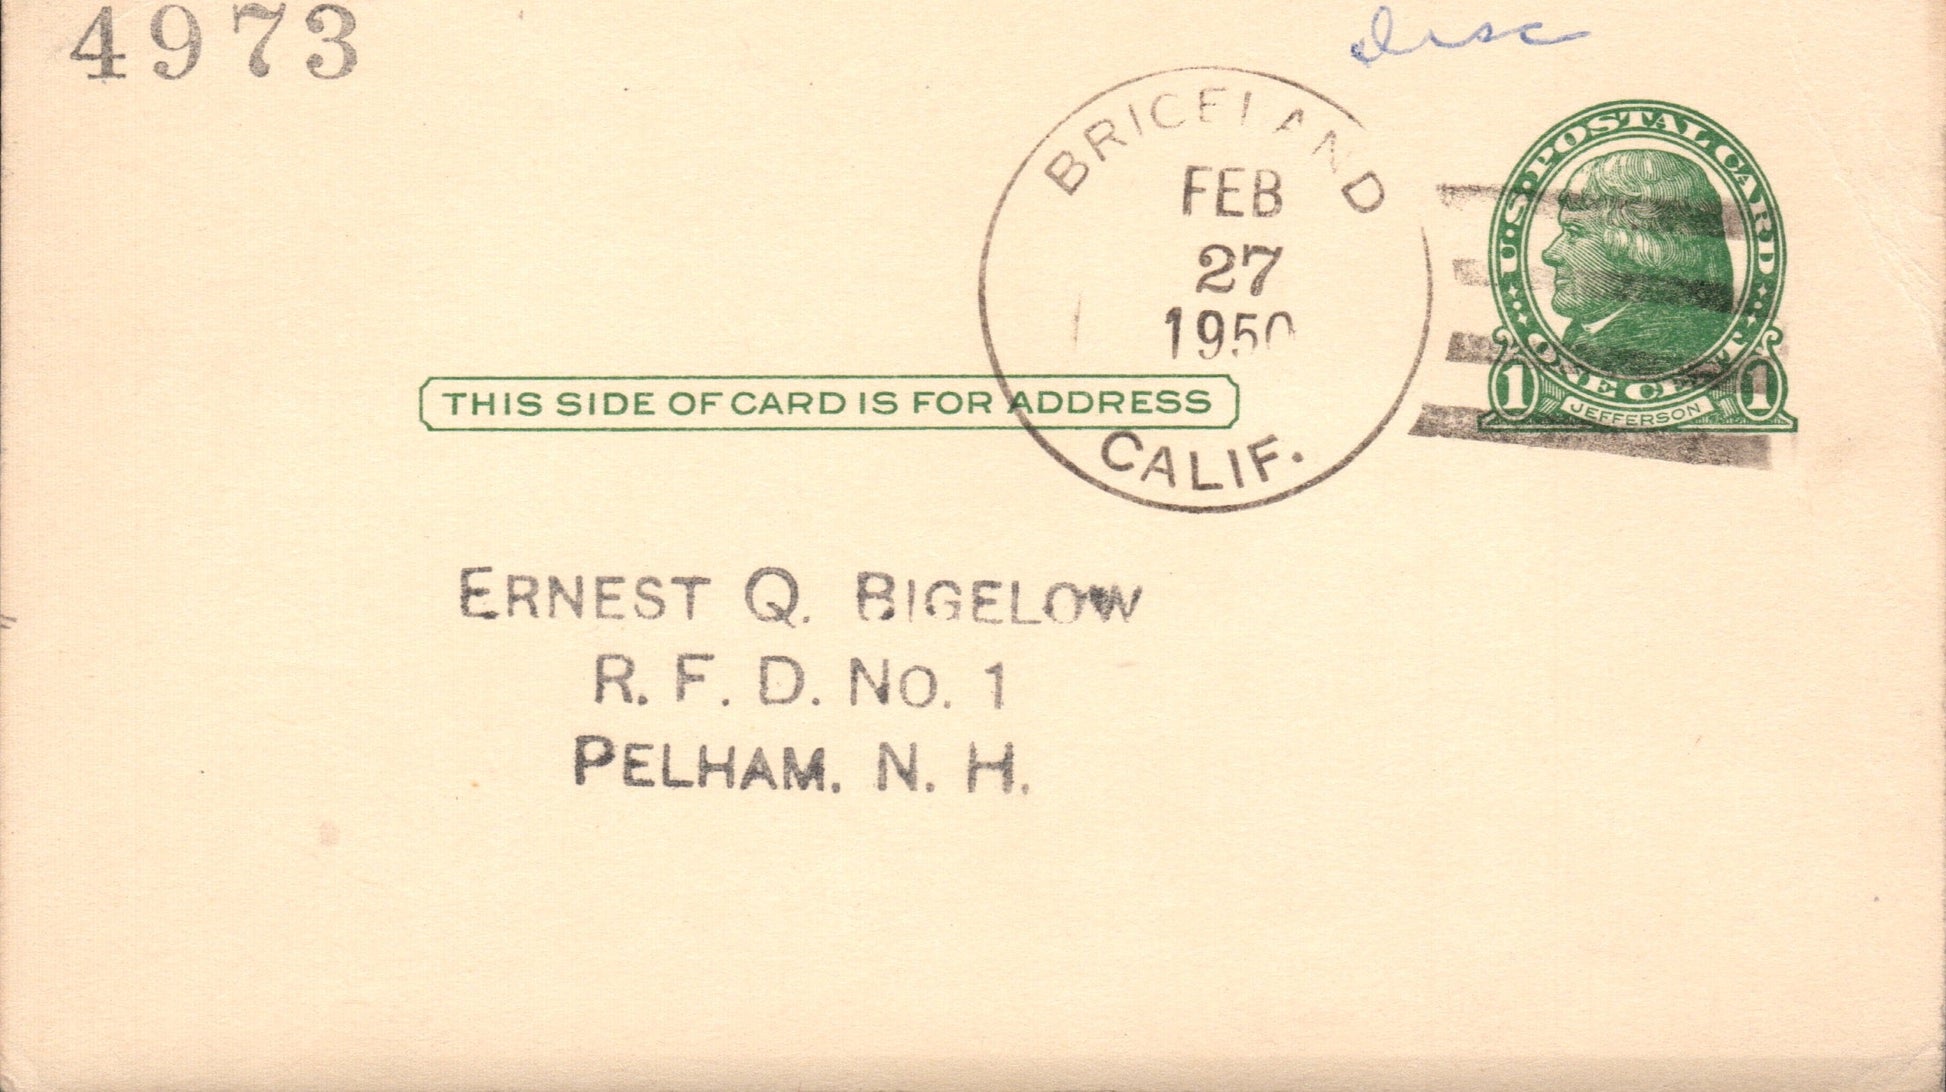 4973
Disc
BRICELAND
FEB
27
1950
CALIF.
U.S. POSTAL CARD
ONE CENT
1 JEFFERSON 1
THIS SIDE OF CARD IS FOR ADDRESS
ERNEST Q. BIGELOW
R. F. D. No. 1
PELHAM, N. H.